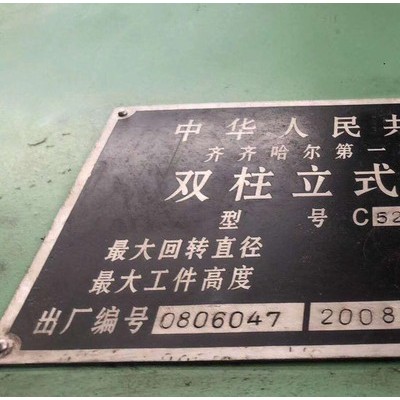 中华人民共
齐齐哈尔第一
双柱立式
型 号 C52
最大回转直径
最大工件高度
出厂编号 0806047 2008